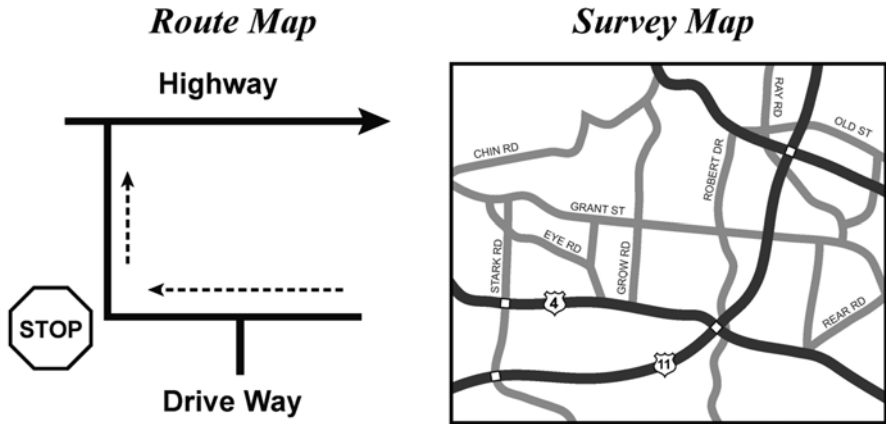 Route Map
Highway
STOP
Drive Way
Survey Map
RAY RD
OLD ST
CHIN RD
ROBERT DR
GRANT ST
EYE RD
STARK RD
GROW RD
4
REAR RD
11